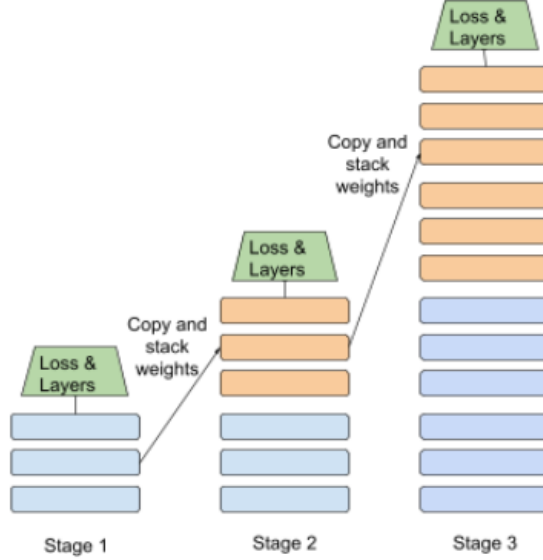 Loss &
Layers
Copy and
stack
weights
Loss &
Layers
Copy and
stack
weights
Loss &
Layers
Stage 1
Stage 2
Stage 3